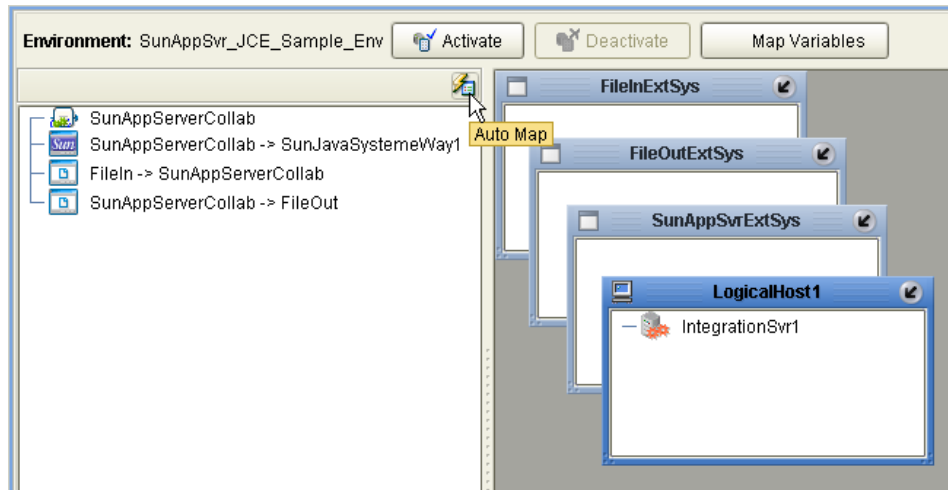 Environment: SunAppSvr_JCE_Sample_Env Activate Deactivate Map Variables
Auto Map
SunAppServerCollab
Sun SunAppServerCollab -> SunJavaSystemeWay1
FileIn -> SunAppServerCollab
SunAppServerCollab -> FileOut
FileInExtSys
FileOutExtSys
SunAppSvrExtSys
LogicalHost1
IntegrationSvr1